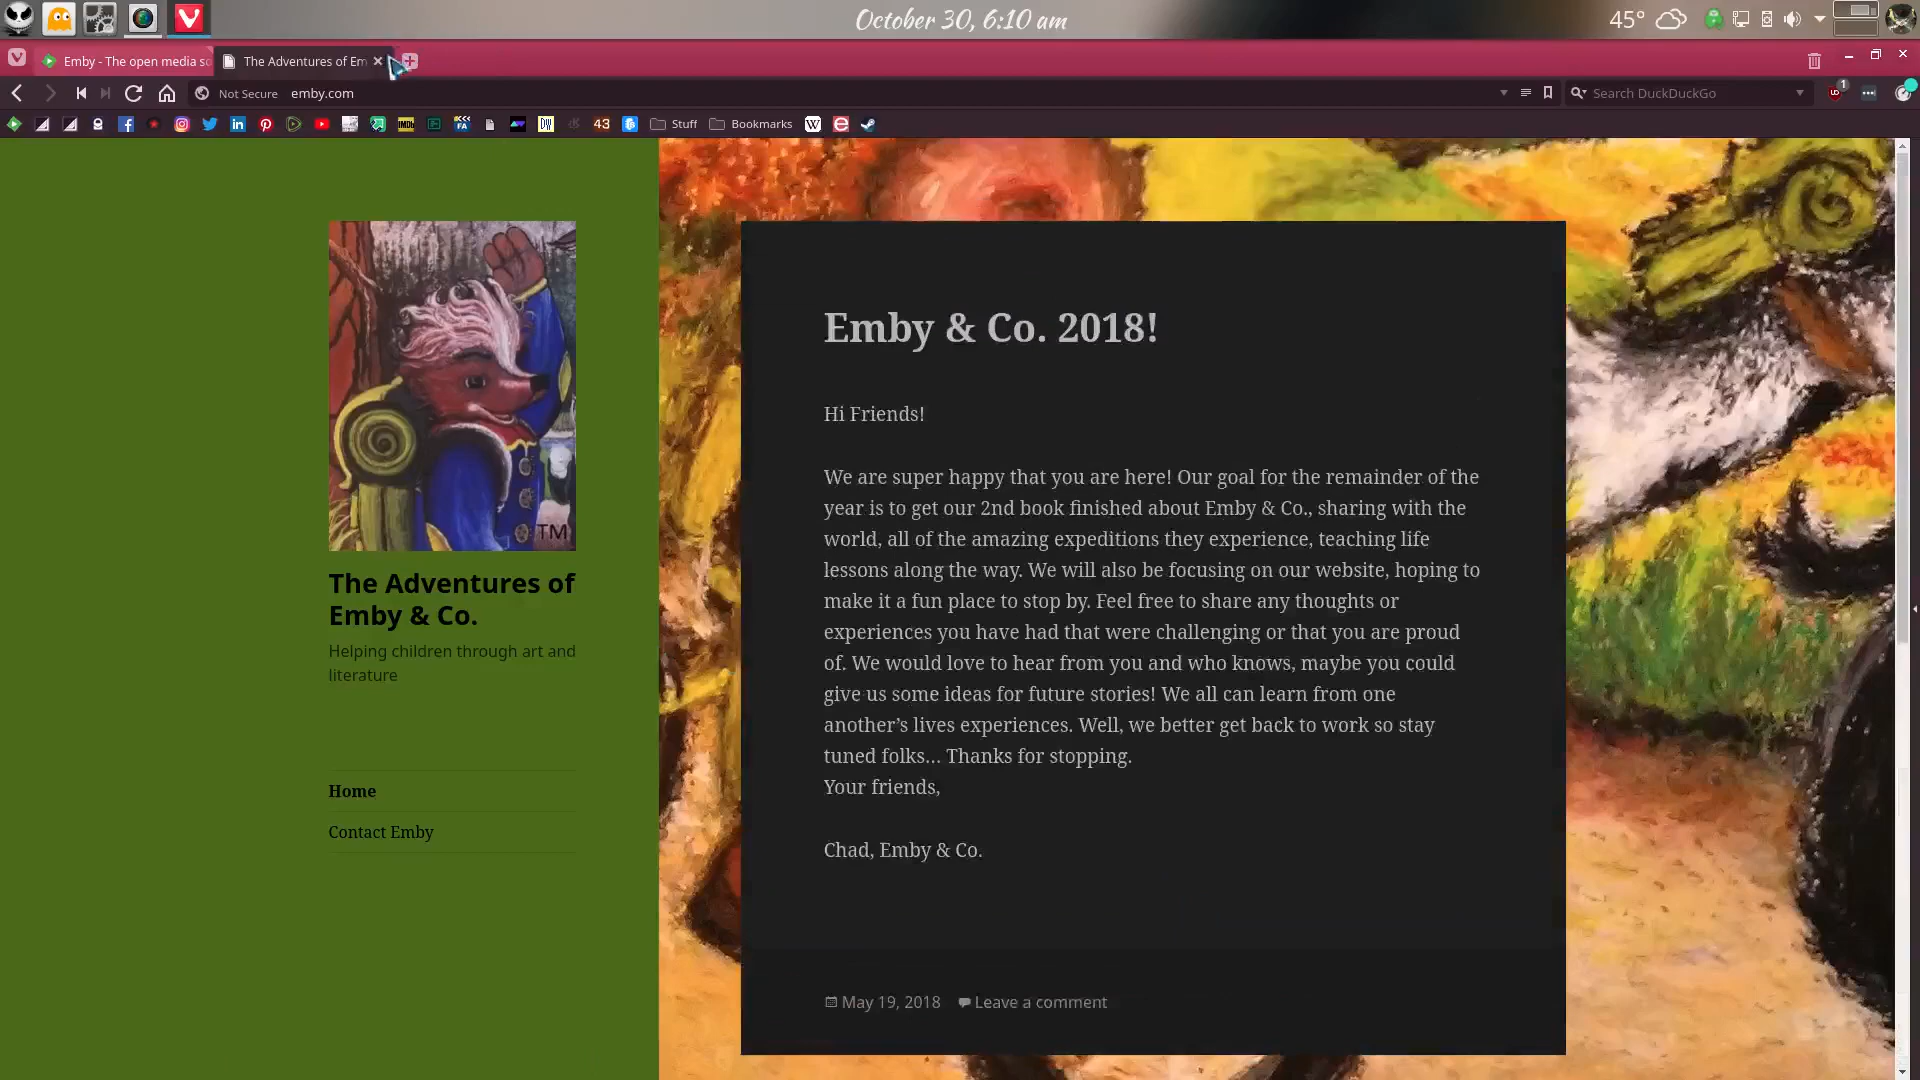 October 30, 6:10 am
45°
Emby - The open media so
The Adventures of Em
Not Secure emby.com
Search DuckDuckGo
1
43
Stuff
Bookmarks
W
DW
IMDb
FA
TM
The Adventures of
Emby & Co.
Helping children through art and
literature
Home
Contact Emby
Emby & Co. 2018!
Hi Friends!
We are super happy that you are here! Our goal for the remainder of the
year is to get our 2nd book finished about Emby & Co., sharing with the
world, all of the amazing expeditions they experience, teaching life
lessons along the way. We will also be focusing on our website, hoping to
make it a fun place to stop by. Feel free to share any thoughts or
experiences you have had that were challenging or that you are proud
of. We would love to hear from you and who knows, maybe you could
give us some ideas for future stories! We all can learn from one
another’s lives experiences. Well, we better get back to work so stay
tuned folks… Thanks for stopping.
Your friends,
Chad, Emby & Co.
May 19, 2018 Leave a comment